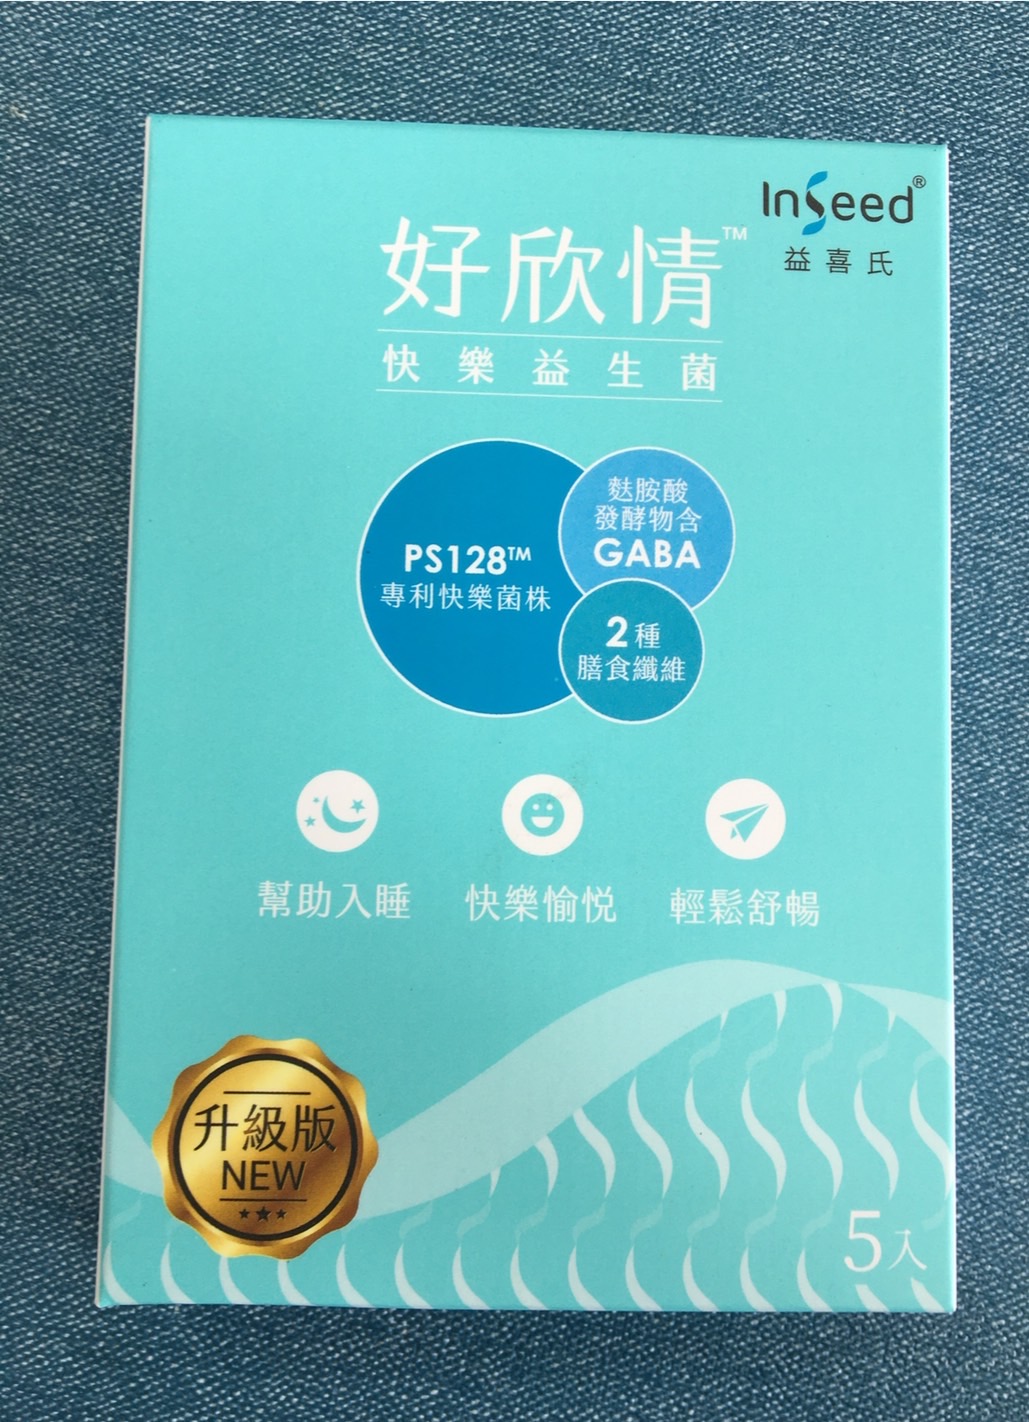 InSeed®
益喜氏
好欣情™
快樂益生菌
PS128™
專利快樂菌株
麩胺酸
發酵物含
GABA
2種
膳食纖維
幫助入睡
快樂愉悅
輕鬆舒暢
升級版
NEW
5入